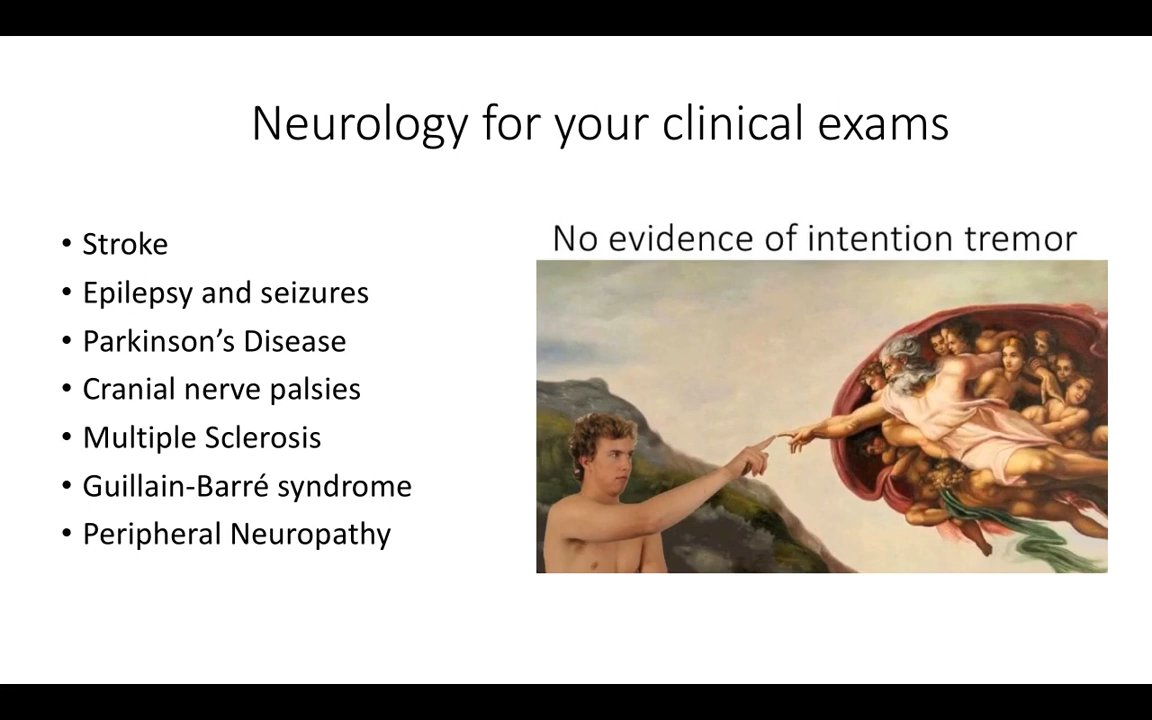 Neurology for your clinical exams
• Stroke
• Epilepsy and seizures
• Parkinson’s Disease
• Cranial nerve palsies
• Multiple Sclerosis
• Guillain-Barré syndrome
• Peripheral Neuropathy
No evidence of intention tremor